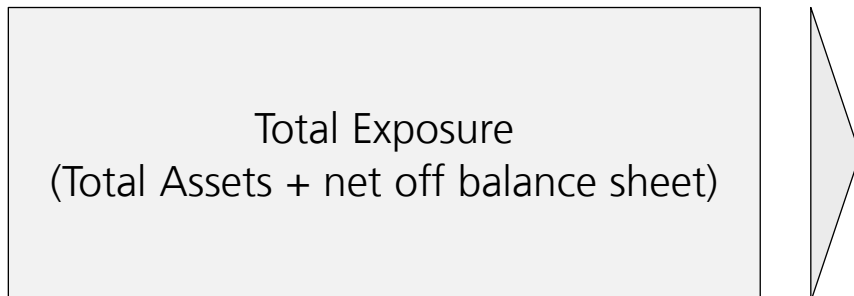 Total Exposure
(Total Assets + net off balance sheet)